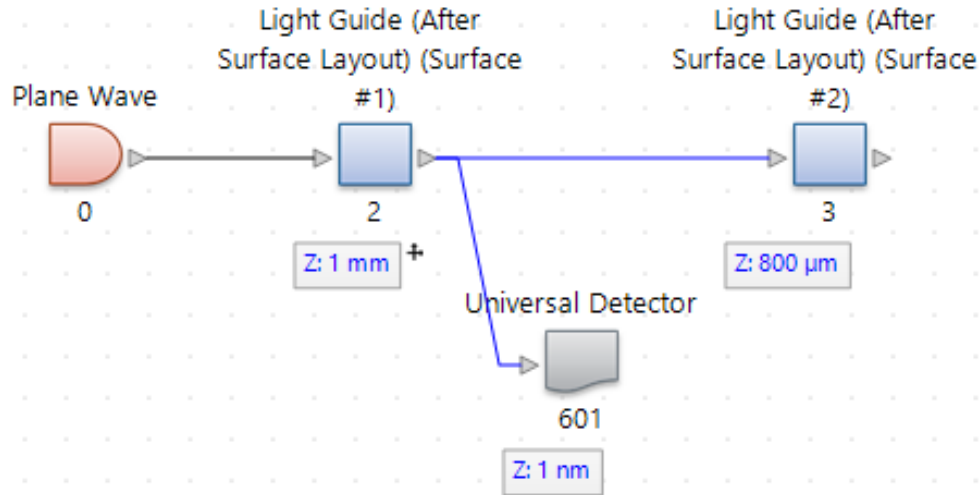 Plane Wave
0
Light Guide (After
Surface Layout) (Surface
#1)
2
Z: 1 mm
Light Guide (After
Surface Layout) (Surface
#2)
3
Z: 800 µm
Universal Detector
601
Z: 1 nm